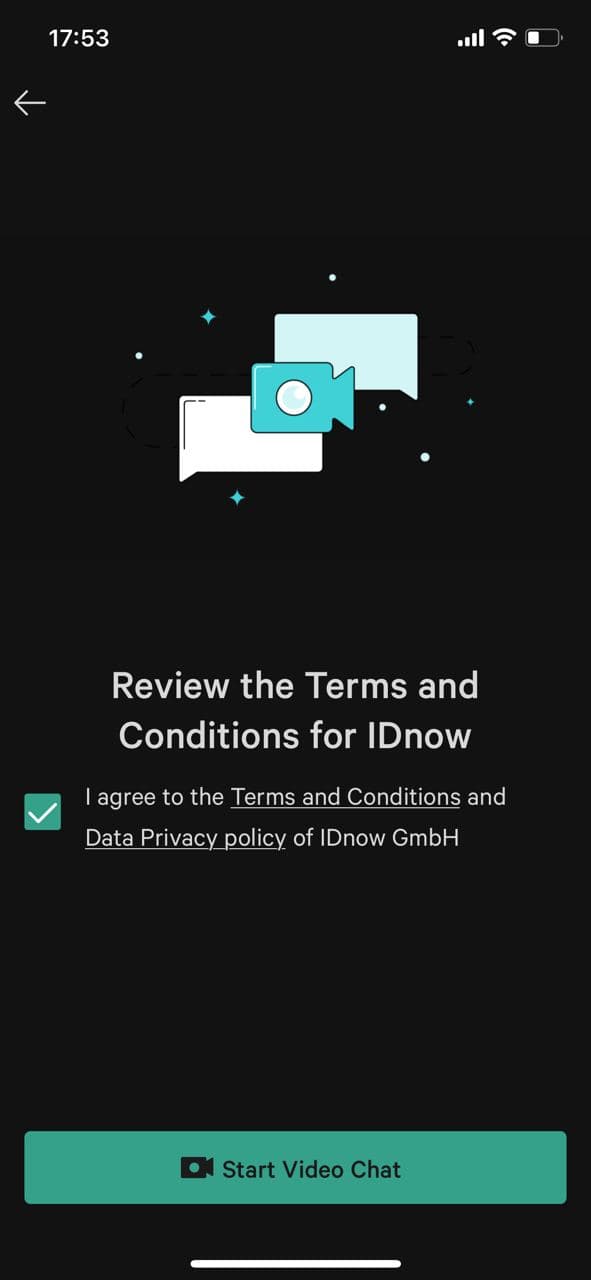 17:53
Review the Terms and
Conditions for IDnow
I agree to the Terms and Conditions and
Data Privacy policy of IDnow GmbH
Start Video Chat